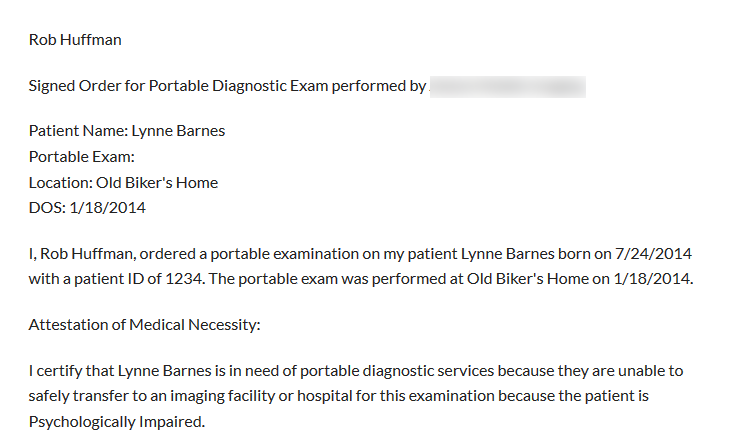 Rob Huffman
Signed Order for Portable Diagnostic Exam performed by
Patient Name: Lynne Barnes
Portable Exam:
Location: Old Biker's Home
DOS: 1/18/2014
I, Rob Huffman, ordered a portable examination on my patient Lynne Barnes born on 7/24/2014
with a patient ID of 1234. The portable exam was performed at Old Biker's Home on 1/18/2014.
Attestation of Medical Necessity:
I certify that Lynne Barnes is in need of portable diagnostic services because they are unable to
safely transfer to an imaging facility or hospital for this examination because the patient is
Psychologically Impaired.